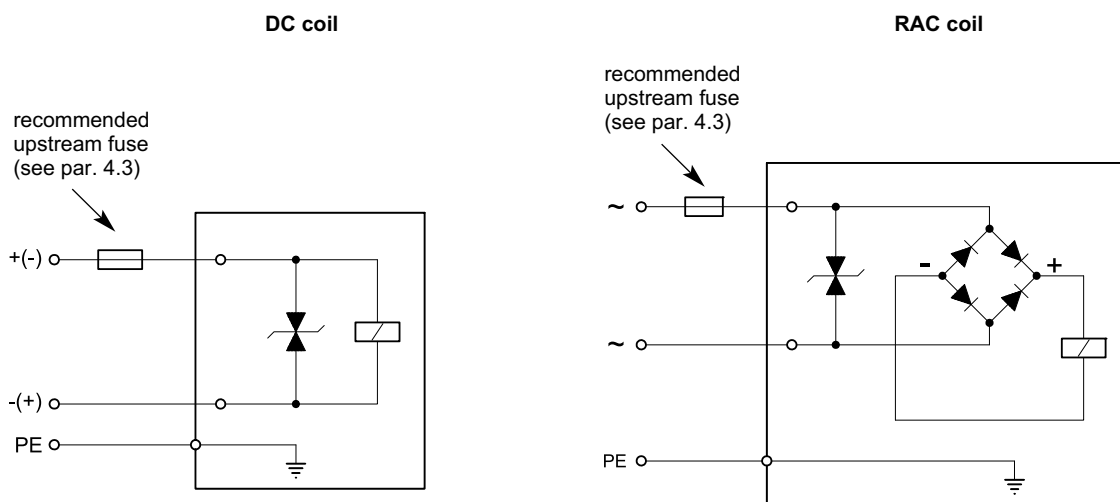 DC coil
recommended
upstream fuse
(see par. 4.3)
+(-)
-(+)
PE
RAC coil
recommended
upstream fuse
(see par. 4.3)
~
- +
~
PE